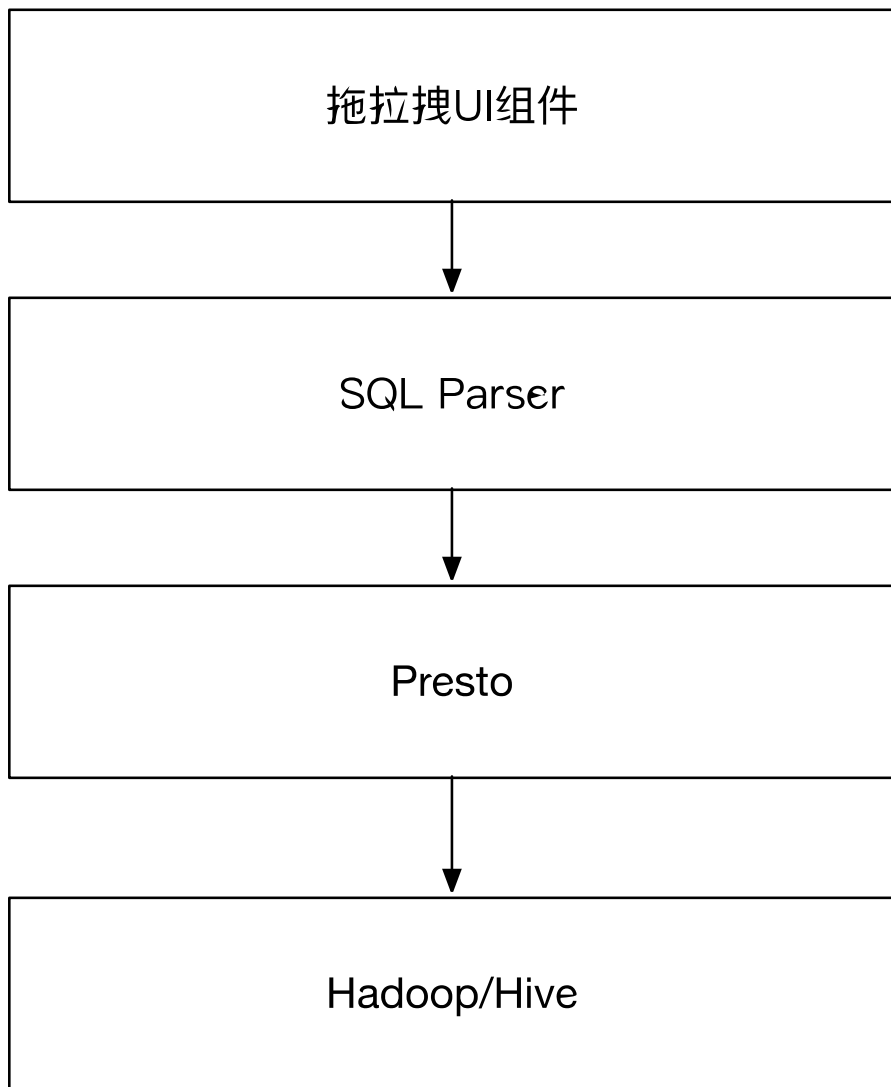 拖拉拽UI组件
SQL Parser
Presto
Hadoop/Hive